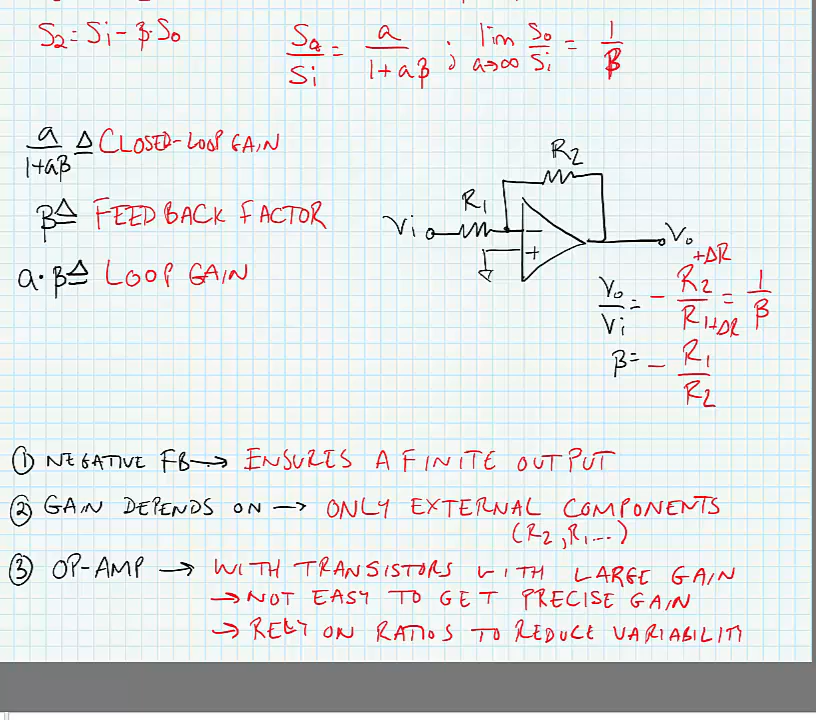 S2 = Si - β·So
So/Si = a/(1+aβ) ; lim a→∞ So/Si = 1/β
a/(1+aβ) ≜ CLOSED-LOOP GAIN
β ≜ FEEDBACK FACTOR
a·β ≜ LOOP GAIN
R2
R1
Vi
−
+
Vo
Vo/Vi = - (R2+ΔR)/(R1+ΔR) = 1/β
β = - R1/R2
① NEGATIVE FB → ENSURES A FINITE OUTPUT
② GAIN DEPENDS ON → ONLY EXTERNAL COMPONENTS
(R2, R1 ...)
③ OP-AMP → WITH TRANSISTORS WITH LARGE GAIN
→ NOT EASY TO GET PRECISE GAIN
→ RELY ON RATIOS TO REDUCE VARIABILITY